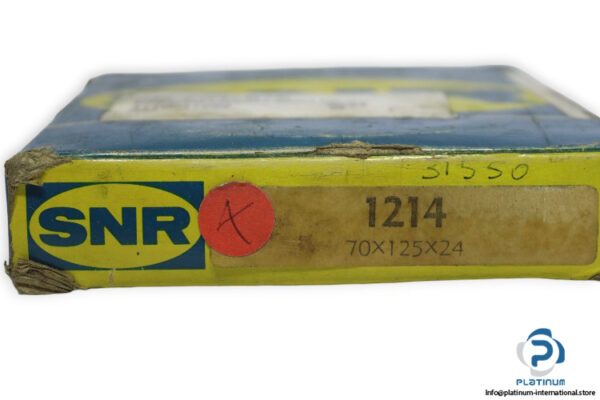 31550
SNR
X
1214
70X125X24
PLATINUM
Info@platinum-international.store